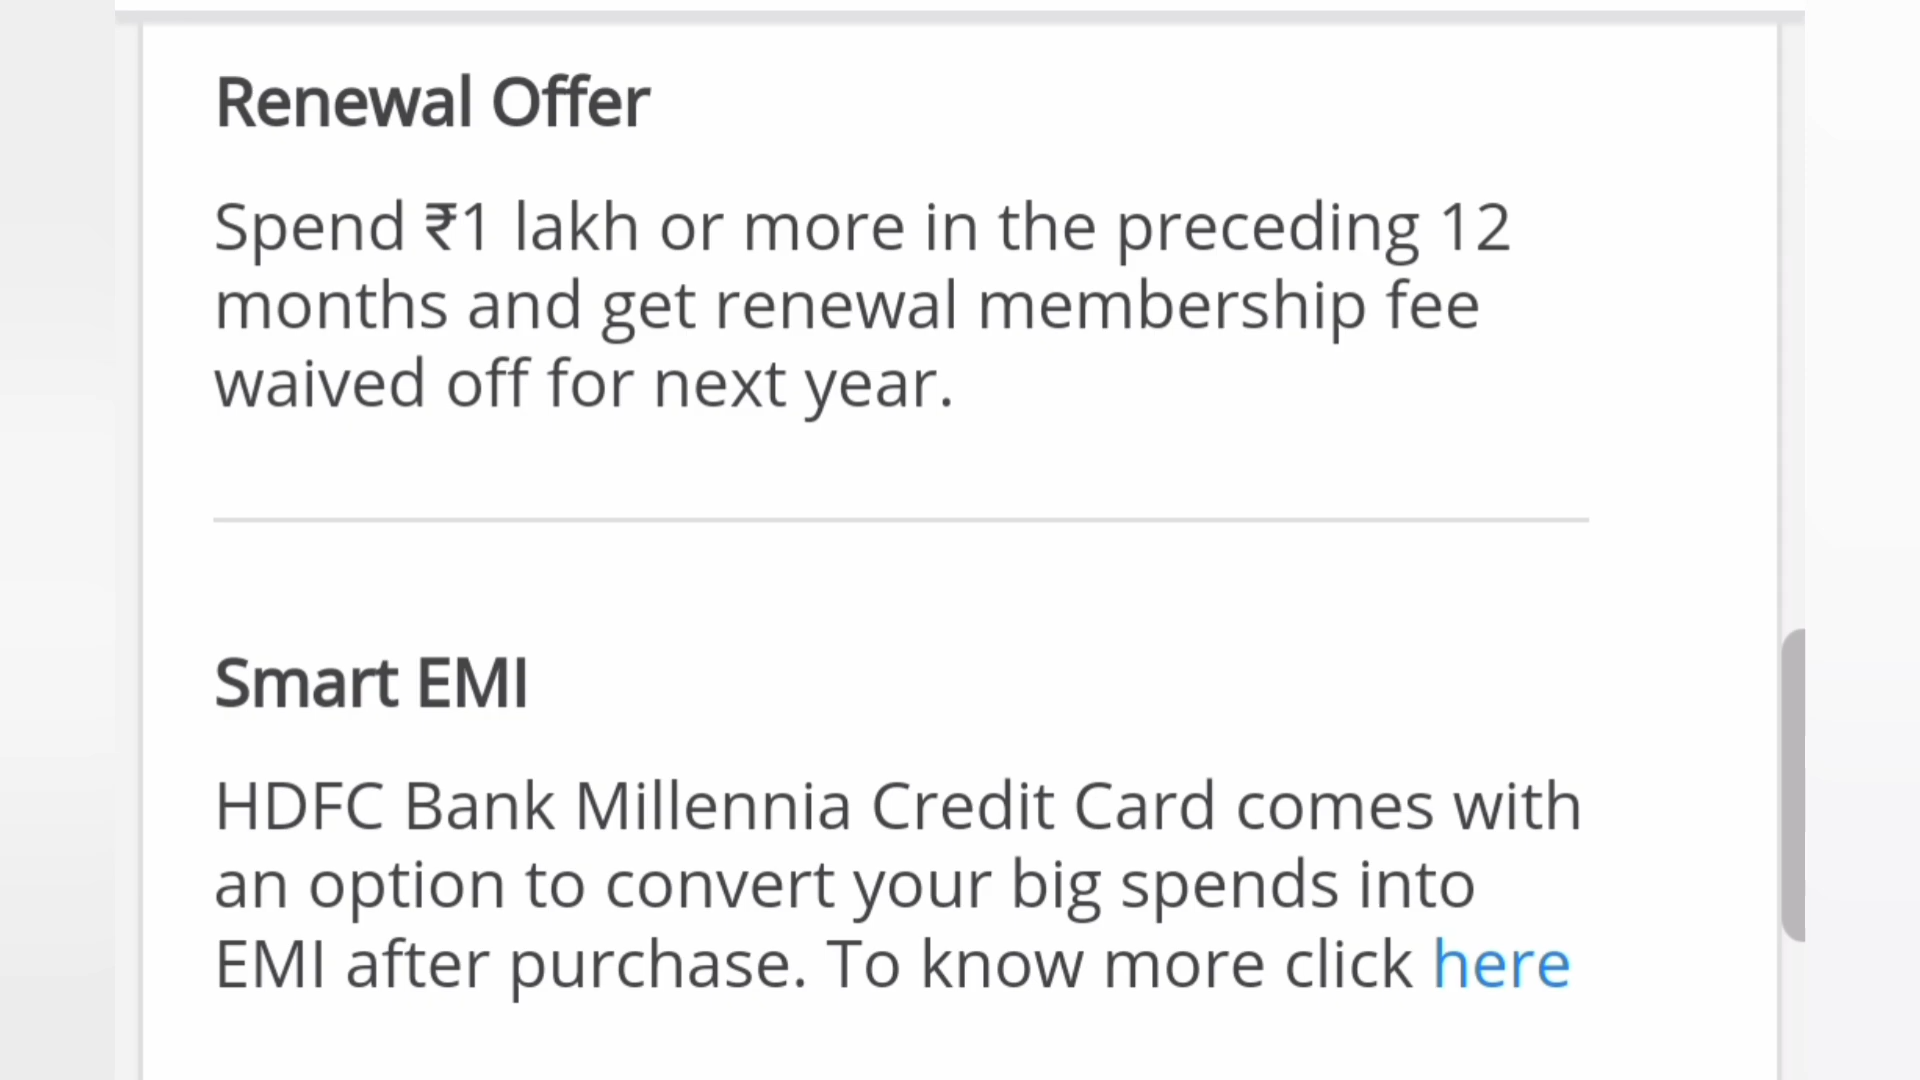 Renewal Offer
Spend ₹1 lakh or more in the preceding 12
months and get renewal membership fee
waived off for next year.
Smart EMI
HDFC Bank Millennia Credit Card comes with
an option to convert your big spends into
EMI after purchase. To know more click here